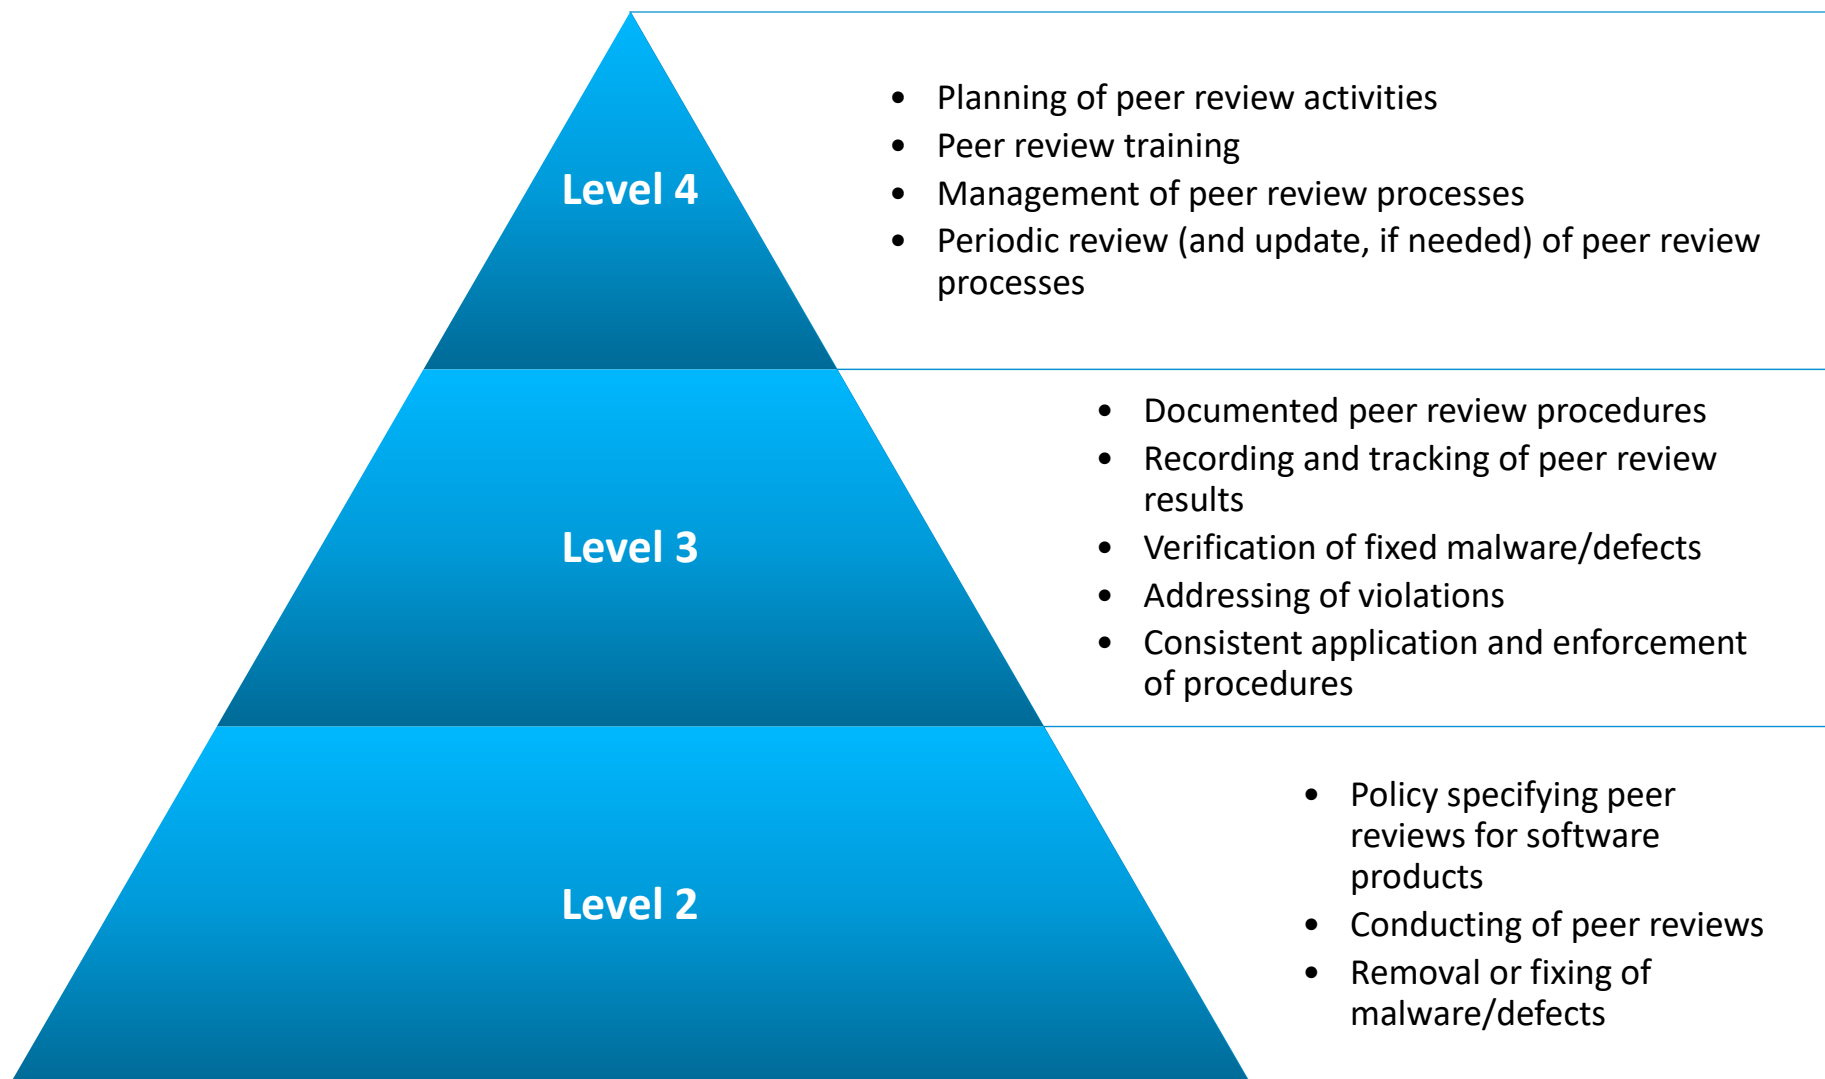 Level 4
• Planning of peer review activities
• Peer review training
• Management of peer review processes
• Periodic review (and update, if needed) of peer review
processes
Level 3
• Documented peer review procedures
• Recording and tracking of peer review
results
• Verification of fixed malware/defects
• Addressing of violations
• Consistent application and enforcement
of procedures
Level 2
• Policy specifying peer
reviews for software
products
• Conducting of peer reviews
• Removal or fixing of
malware/defects